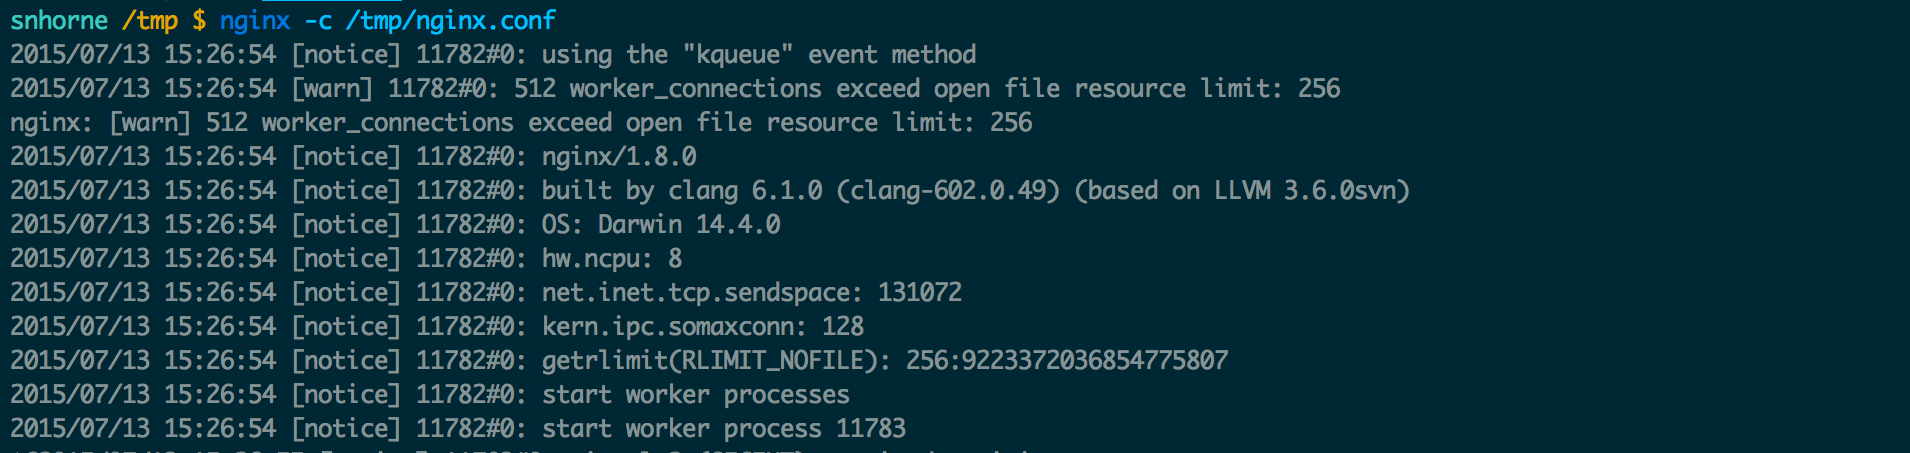 snhorne /tmp $ nginx -c /tmp/nginx.conf
2015/07/13 15:26:54 [notice] 11782#0: using the "kqueue" event method
2015/07/13 15:26:54 [warn] 11782#0: 512 worker_connections exceed open file resource limit: 256
nginx: [warn] 512 worker_connections exceed open file resource limit: 256
2015/07/13 15:26:54 [notice] 11782#0: nginx/1.8.0
2015/07/13 15:26:54 [notice] 11782#0: built by clang 6.1.0 (clang-602.0.49) (based on LLVM 3.6.0svn)
2015/07/13 15:26:54 [notice] 11782#0: OS: Darwin 14.4.0
2015/07/13 15:26:54 [notice] 11782#0: hw.ncpu: 8
2015/07/13 15:26:54 [notice] 11782#0: net.inet.tcp.sendspace: 131072
2015/07/13 15:26:54 [notice] 11782#0: kern.ipc.somaxconn: 128
2015/07/13 15:26:54 [notice] 11782#0: getrlimit(RLIMIT_NOFILE): 256:9223372036854775807
2015/07/13 15:26:54 [notice] 11782#0: start worker processes
2015/07/13 15:26:54 [notice] 11782#0: start worker process 11783